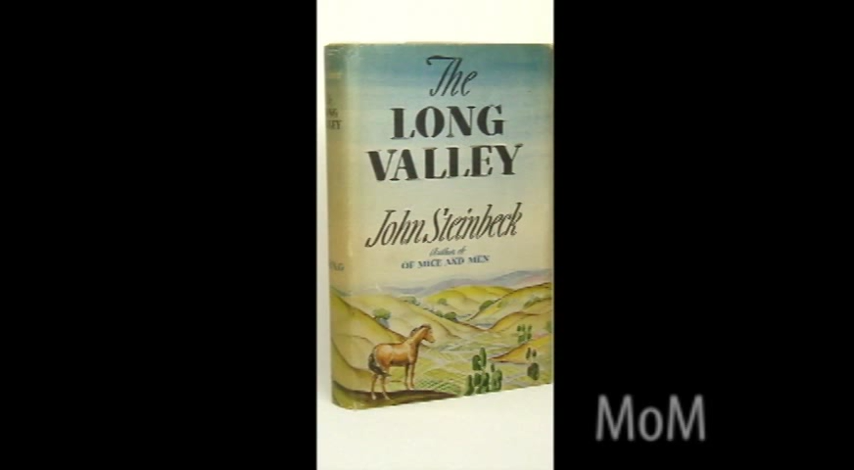 The
LONG
VALLEY
John Steinbeck
Author of
OF MICE AND MEN
MoM